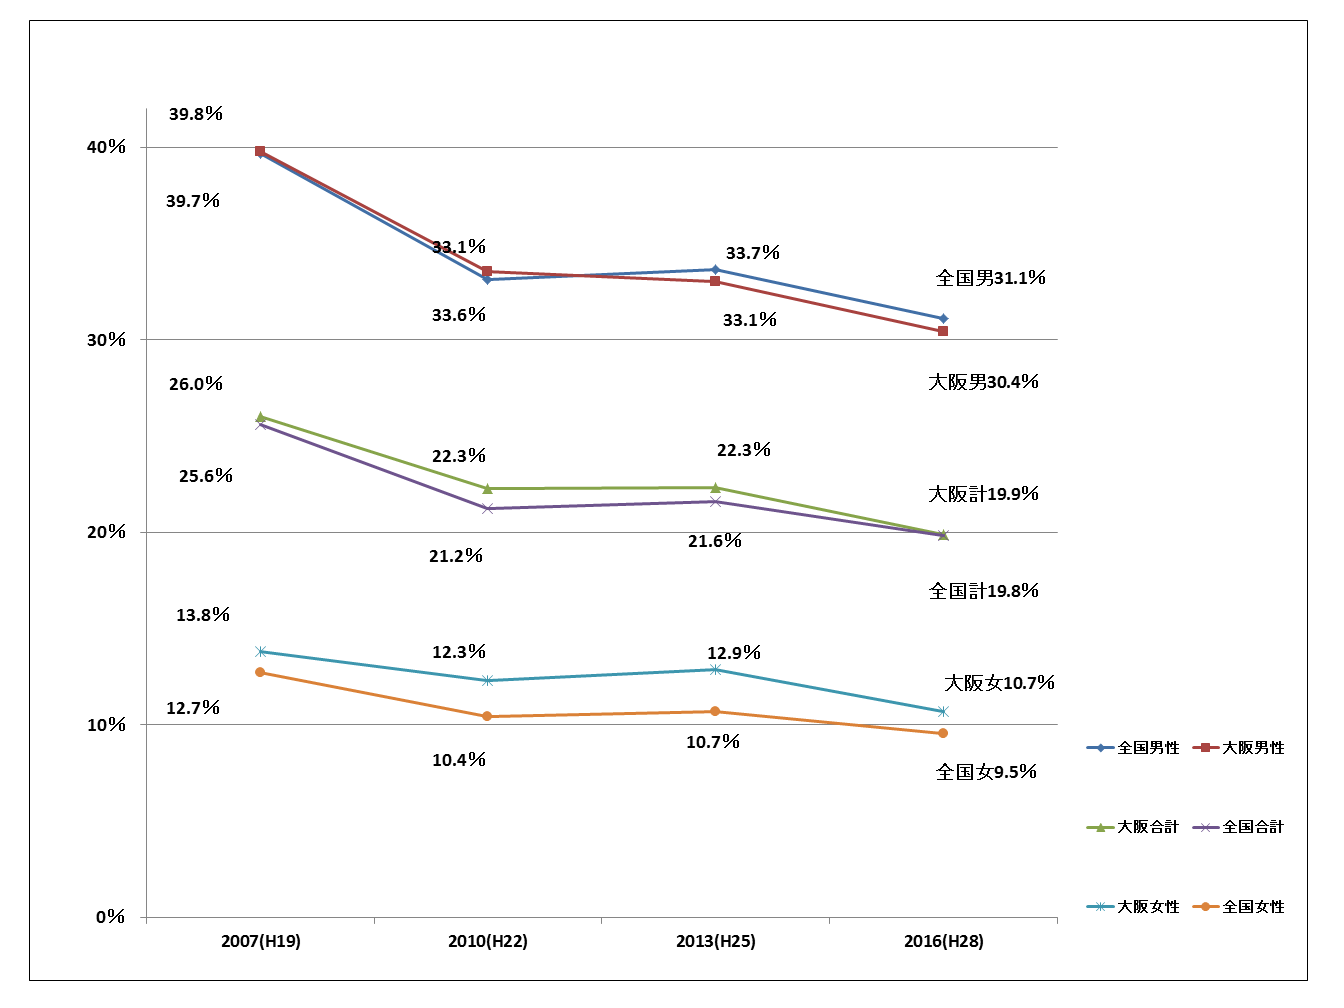 39.8%
40%
39.7%
33.1%
33.7%
全国男31.1%
33.6%
33.1%
30%
大阪男30.4%
26.0%
22.3%
22.3%
25.6%
大阪計19.9%
20%
21.6%
21.2%
全国計19.8%
13.8%
12.3%
12.9%
大阪女10.7%
12.7%
10%
10.7%
10.4%
全国女9.5%
全国男性 大阪男性
大阪合計 全国合計
大阪女性 全国女性
0%
2007(H19) 2010(H22) 2013(H25) 2016(H28)